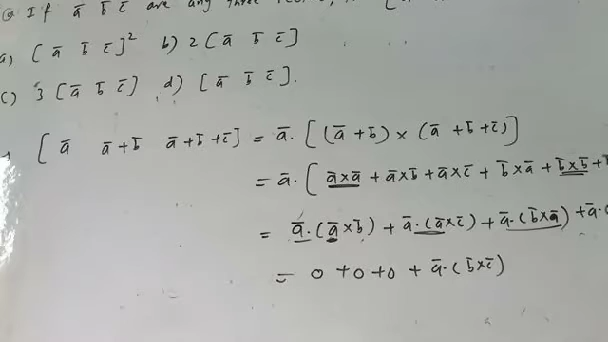 Q If ā b̄ c̄ are any three
a) [ā b̄ c̄]² b) 2[ā b̄ c̄]
c) 3[ā b̄ c̄] d) [ā b̄ c̄].
[ā ā+b̄ ā+b̄+c̄] = ā·[(ā+b̄)×(ā+b̄+c̄)]
= ā·[ā×ā + ā×b̄ + ā×c̄ + b̄×ā + b̄×b̄ +
= ā·(ā×b̄) + ā·(ā×c̄) + ā·(b̄×ā) + ā·
= 0+0+0 + ā·(b̄×c̄)